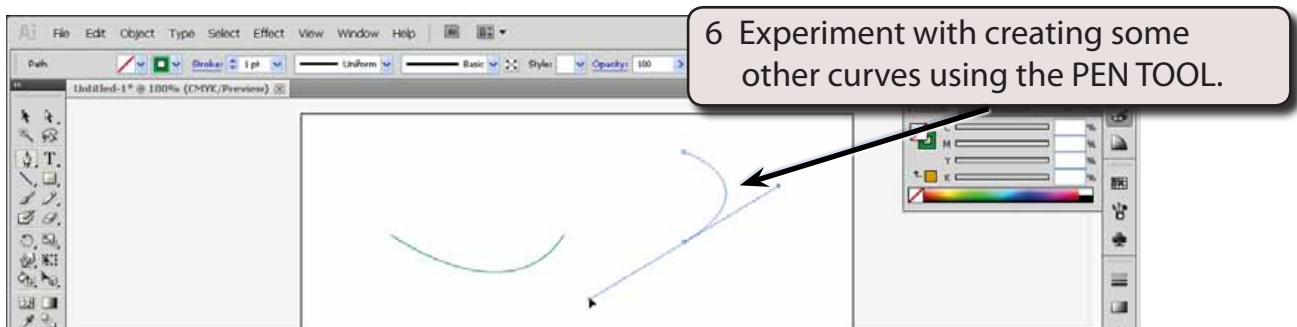 Ai File Edit Object Type Select Effect View Window Help
6 Experiment with creating some
other curves using the PEN TOOL.
Path Stroke: 1 pt Uniform Basic Style: Opacity: 100
Untitled-1* @ 100% (CMYK/Preview)
M %
Y %
K %
T